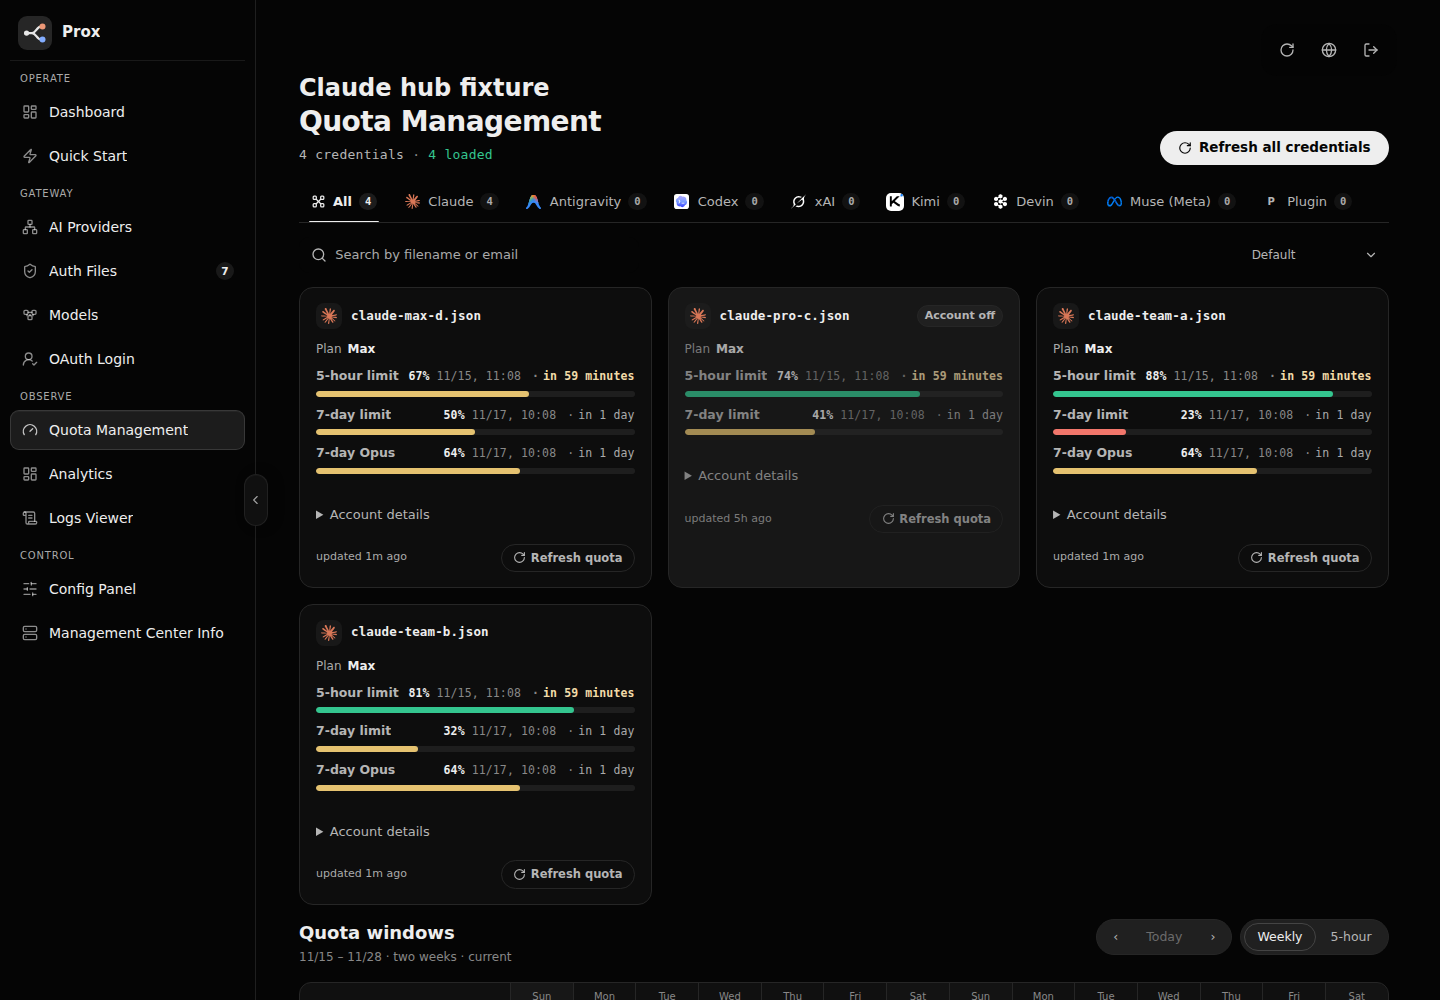 Prox
OPERATE
Dashboard
Quick Start
GATEWAY
AI Providers
Auth Files 7
Models
OAuth Login
OBSERVE
Quota Management
Analytics
Logs Viewer
CONTROL
Config Panel
Management Center Info
Claude hub fixture
Quota Management
4 credentials · 4 loaded
Refresh all credentials
All 4 Claude 4 Antigravity 0 Codex 0 xAI 0 Kimi 0 Devin 0 Muse (Meta) 0 P Plugin 0
Search by filename or email
Default
claude-max-d.json
Plan Max
5-hour limit 67% 11/15, 11:08 · in 59 minutes
7-day limit 50% 11/17, 10:08 · in 1 day
7-day Opus 64% 11/17, 10:08 · in 1 day
▶ Account details
updated 1m ago
Refresh quota
claude-pro-c.json
Account off
Plan Max
5-hour limit 74% 11/15, 11:08 · in 59 minutes
7-day limit 41% 11/17, 10:08 · in 1 day
▶ Account details
updated 5h ago
Refresh quota
claude-team-a.json
Plan Max
5-hour limit 88% 11/15, 11:08 · in 59 minutes
7-day limit 23% 11/17, 10:08 · in 1 day
7-day Opus 64% 11/17, 10:08 · in 1 day
▶ Account details
updated 1m ago
Refresh quota
claude-team-b.json
Plan Max
5-hour limit 81% 11/15, 11:08 · in 59 minutes
7-day limit 32% 11/17, 10:08 · in 1 day
7-day Opus 64% 11/17, 10:08 · in 1 day
▶ Account details
updated 1m ago
Refresh quota
Quota windows
11/15 – 11/28 · two weeks · current
‹ Today ›
Weekly 5-hour
Sun Mon Tue Wed Thu Fri Sat Sun Mon Tue Wed Thu Fri Sat